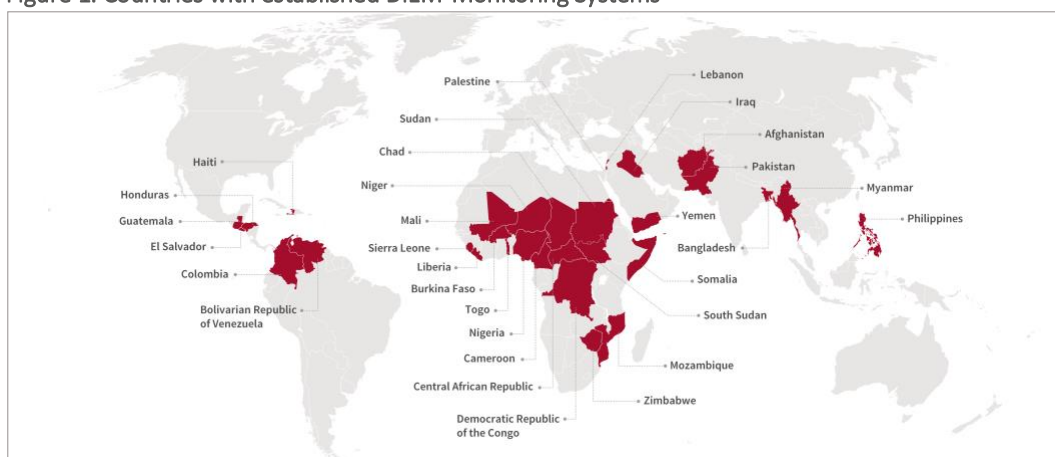 Figure 1. Countries with established DIEM-Monitoring Systems
Palestine
Lebanon
Iraq
Sudan
Afghanistan
Chad
Pakistan
Haiti
Niger
Myanmar
Honduras
Guatemala
Mali
Yemen
Philippines
El Salvador
Sierra Leone
Bangladesh
Liberia
Colombia
Somalia
Burkina Faso
Bolivarian Republic
of Venezuela
Togo
South Sudan
Nigeria
Cameroon
Mozambique
Central African Republic
Zimbabwe
Democratic Republic
of the Congo